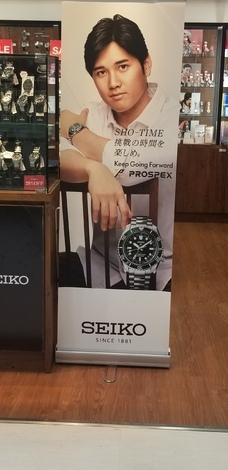 SALE
SHO-TIME
挑戦の時間を
楽しめ。
Keep Going Forward
PROSPEX
SEIKO
SINCE 1881
SEIKO